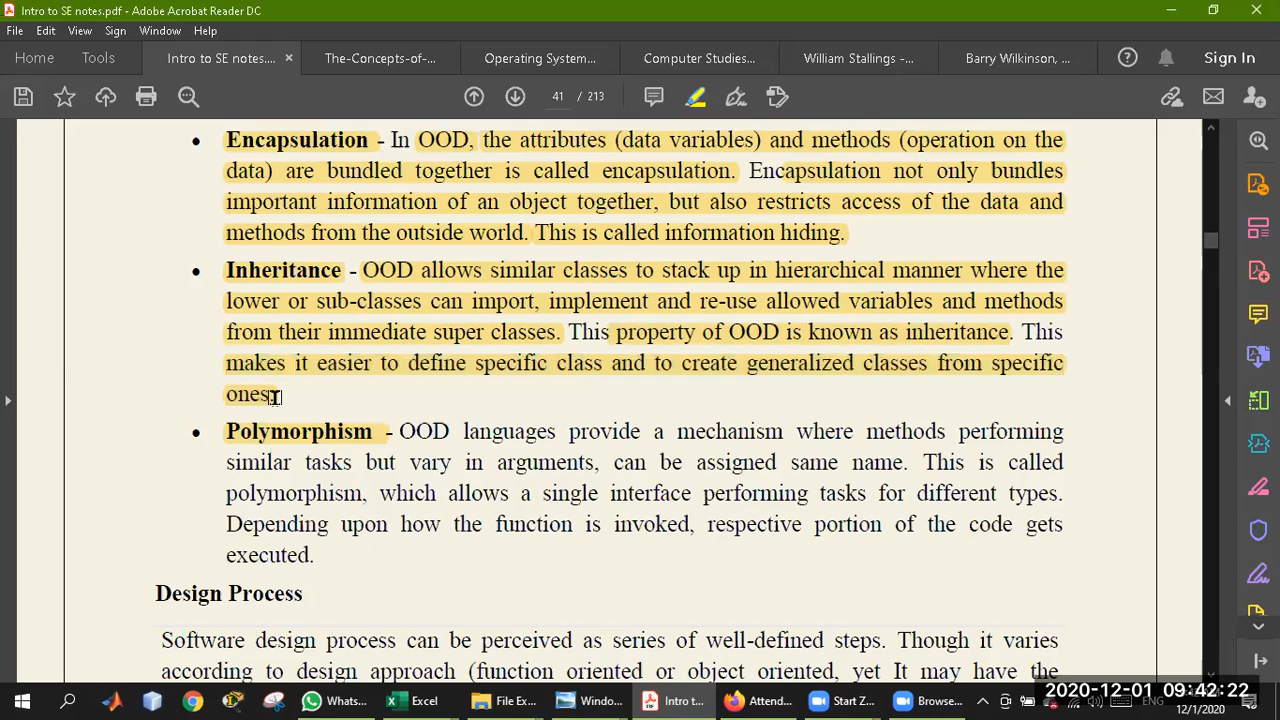 Intro to SE notes.pdf - Adobe Acrobat Reader DC
File Edit View Sign Window Help
Home Tools Intro to SE notes.... × The-Concepts-of-... Operating System... Computer Studies... William Stallings -... Barry Wilkinson, ... Sign In
41 / 213
• Encapsulation - In OOD, the attributes (data variables) and methods (operation on the
data) are bundled together is called encapsulation. Encapsulation not only bundles
important information of an object together, but also restricts access of the data and
methods from the outside world. This is called information hiding.
• Inheritance - OOD allows similar classes to stack up in hierarchical manner where the
lower or sub-classes can import, implement and re-use allowed variables and methods
from their immediate super classes. This property of OOD is known as inheritance. This
makes it easier to define specific class and to create generalized classes from specific
ones.
• Polymorphism - OOD languages provide a mechanism where methods performing
similar tasks but vary in arguments, can be assigned same name. This is called
polymorphism, which allows a single interface performing tasks for different types.
Depending upon how the function is invoked, respective portion of the code gets
executed.
Design Process
Software design process can be perceived as series of well-defined steps. Though it varies
according to design approach (function oriented or object oriented, yet It may have the
WhatsA... Excel File Ex... Windo... Intro t... Attend... Start Z... Browse... ENG
2020-12-01 09:42:22
12/1/2020